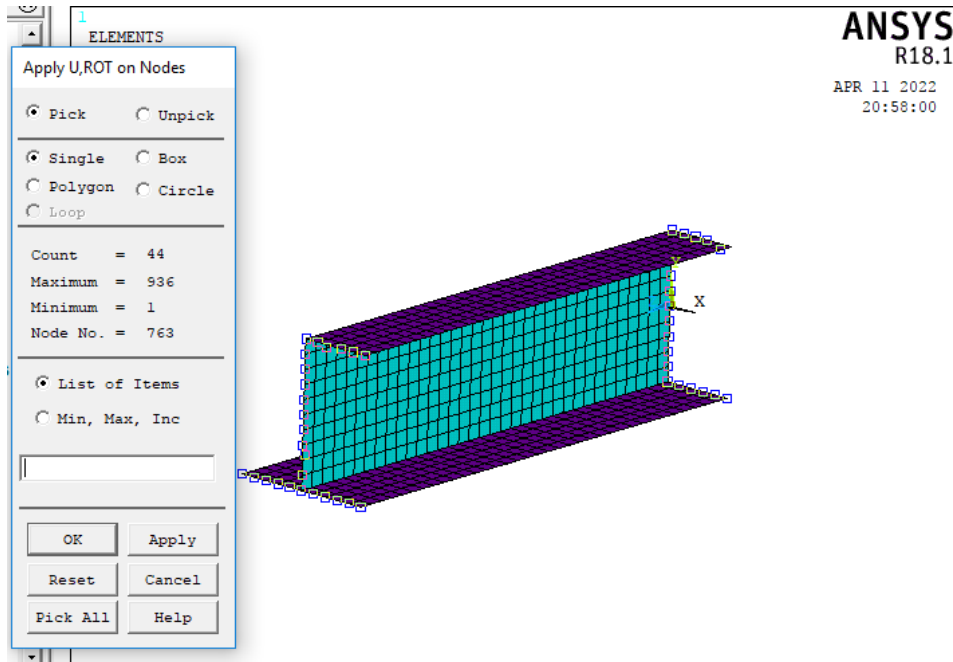 1
ELEMENTS
ANSYS
R18.1
APR 11 2022
20:58:00
Apply U,ROT on Nodes
Pick Unpick
Single Box
Polygon Circle
Loop
Count = 44
Maximum = 936
Minimum = 1
Node No. = 763
List of Items
Min, Max, Inc
OK Apply
Reset Cancel
Pick All Help
Y
X